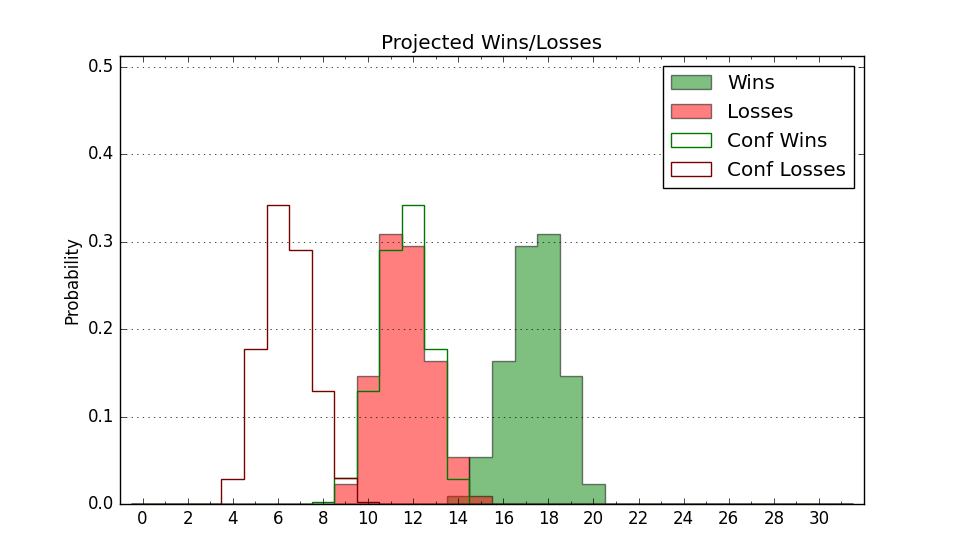 Projected Wins/Losses
0.5
0.4
0.3
0.2
0.1
0.0
Probability
Wins
Losses
Conf Wins
Conf Losses
0 2 4 6 8 10 12 14 16 18 20 22 24 26 28 30